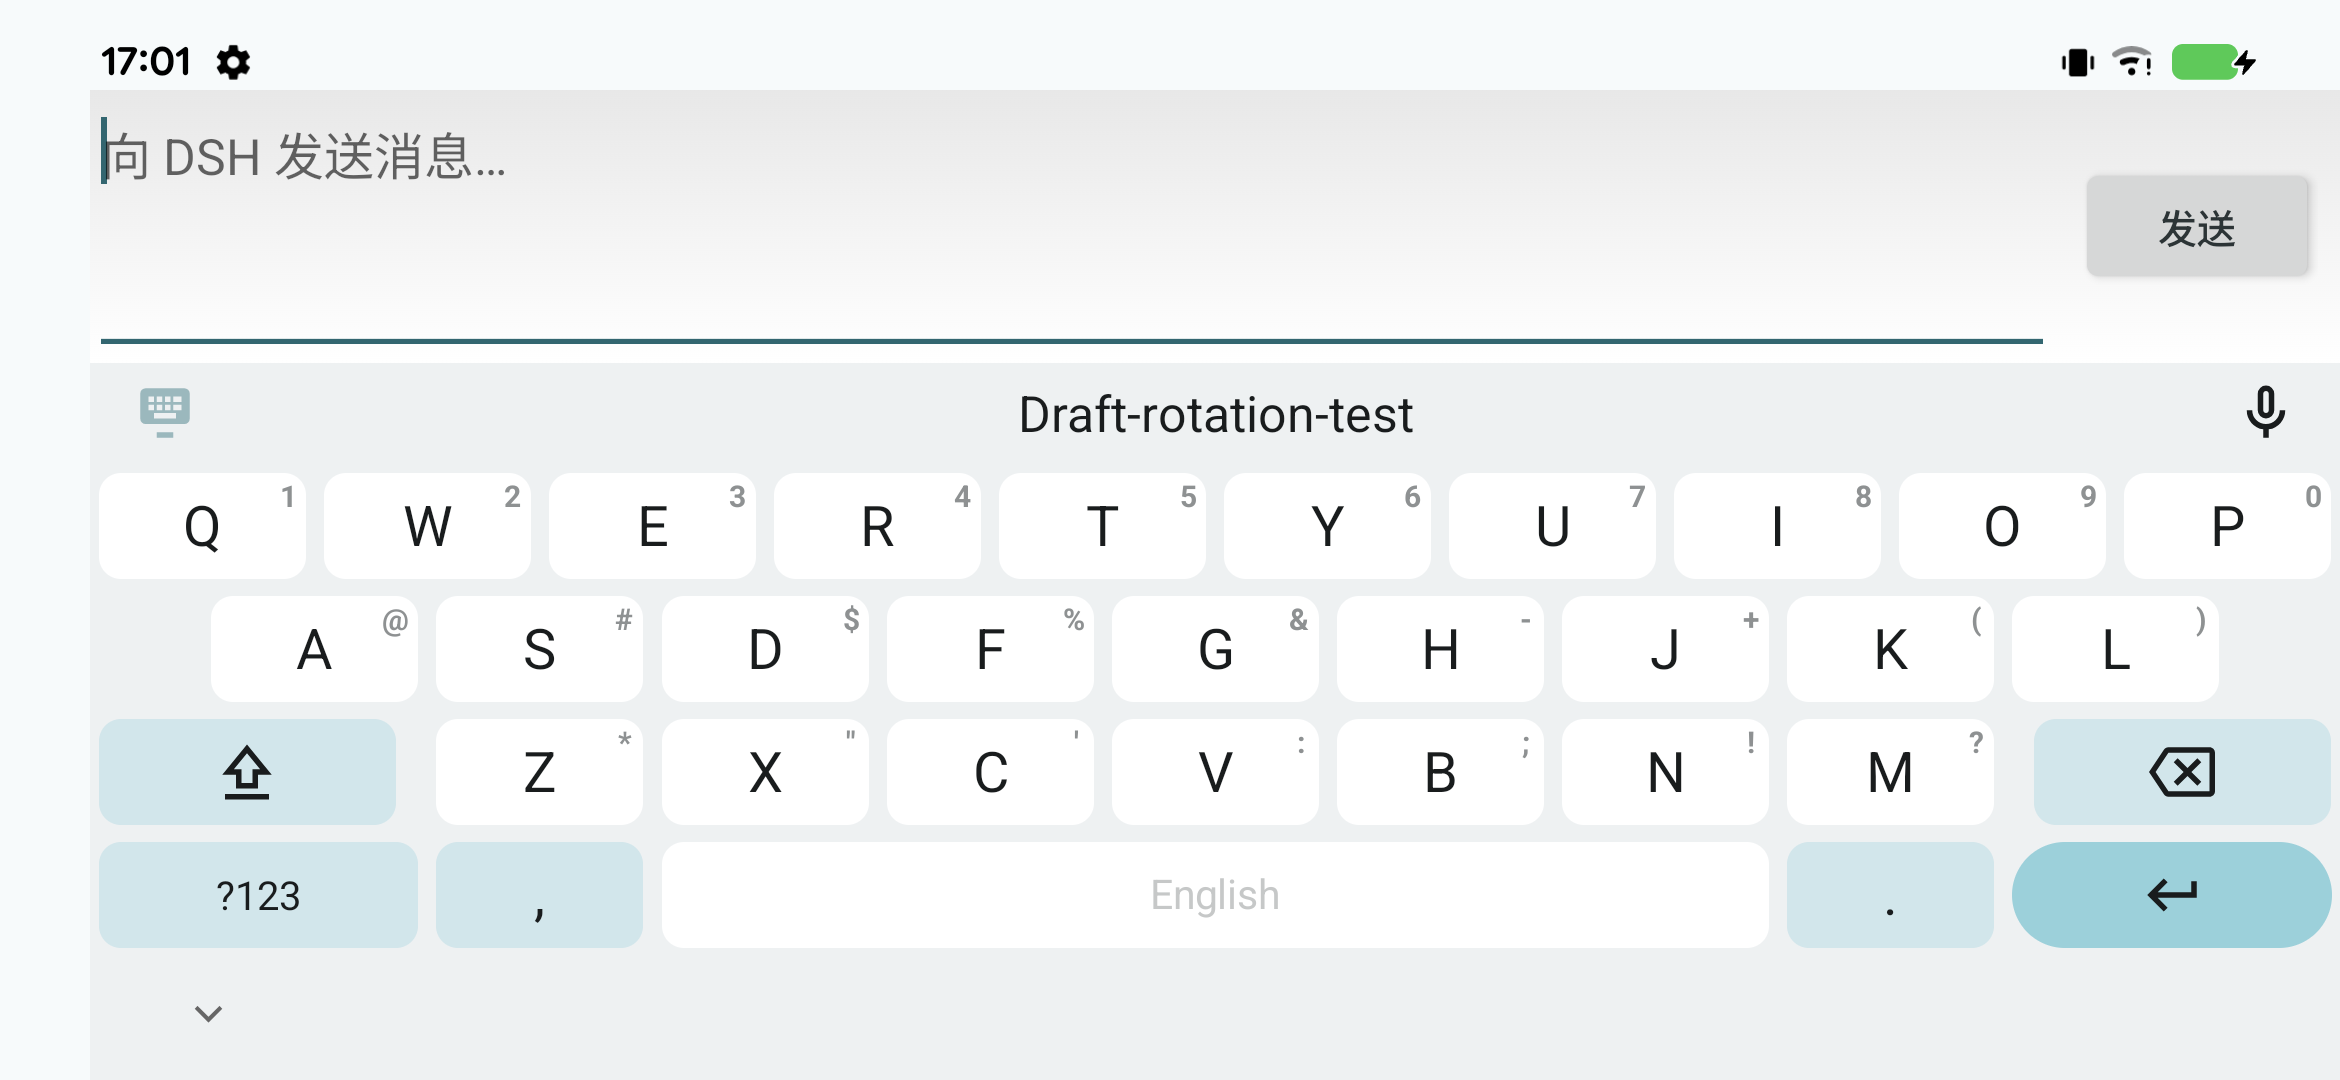 17:01
向 DSH 发送消息...
发送
Draft-rotation-test
Q 1 W 2 E 3 R 4 T 5 Y 6 U 7 I 8 O 9 P 0
A @ S # D $ F % G & H - J + K ( L )
Z * X " C ' V : B ; N ! M ?
?123 , English .